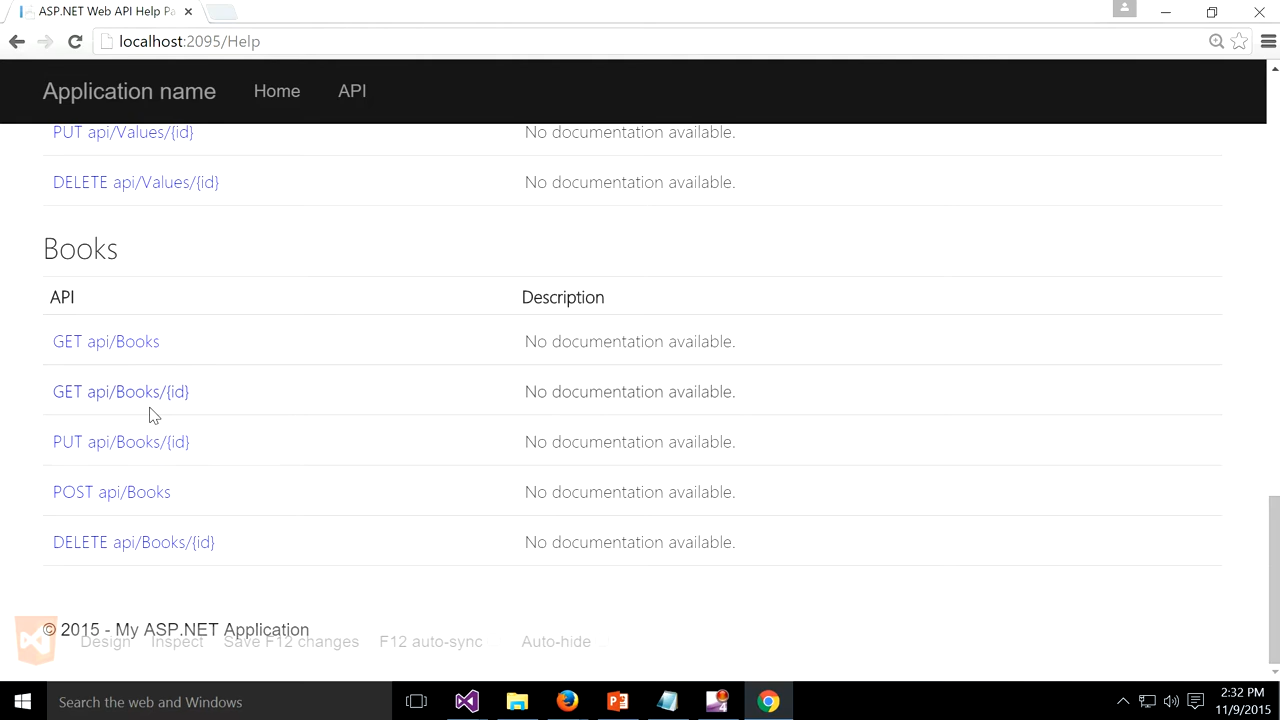 ASP.NET Web API Help Pa
localhost:2095/Help
Application name Home API
PUT api/Values/{id} No documentation available.
DELETE api/Values/{id} No documentation available.
Books
API Description
GET api/Books No documentation available.
GET api/Books/{id} No documentation available.
PUT api/Books/{id} No documentation available.
POST api/Books No documentation available.
DELETE api/Books/{id} No documentation available.
© 2015 - My ASP.NET Application
Design Inspect Save F12 changes F12 auto-sync Auto-hide
Search the web and Windows
2:32 PM
11/9/2015